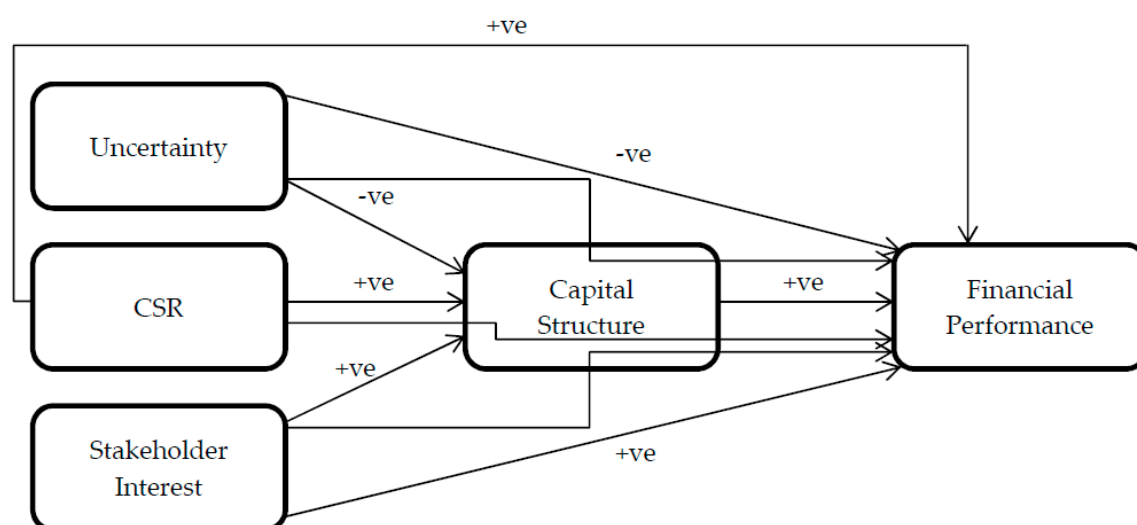 +ve
Uncertainty
-ve
-ve
CSR
+ve
Capital
Structure
+ve
Financial
Performance
+ve
Stakeholder
Interest
+ve